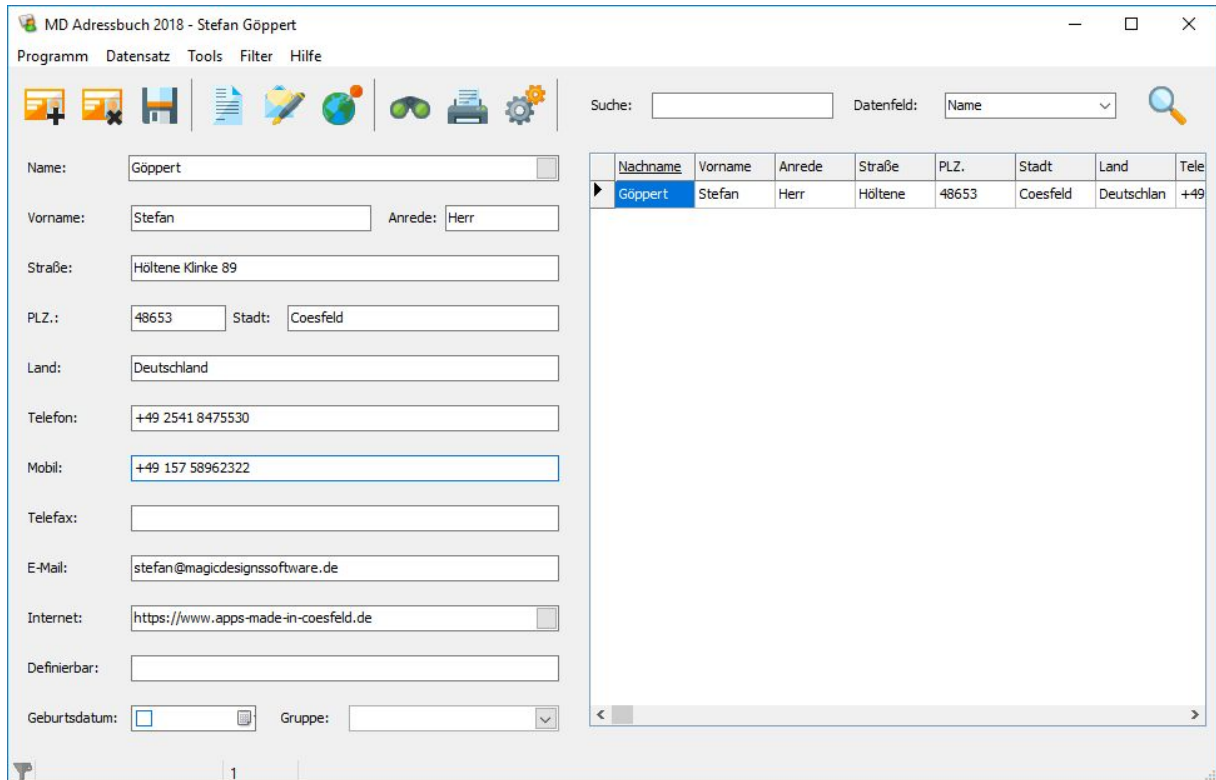 MD Adressbuch 2018 - Stefan Göppert
Programm Datensatz Tools Filter Hilfe
Suche: Datenfeld: Name
Name: Göppert
Vorname: Stefan Anrede: Herr
Straße: Höltene Klinke 89
PLZ.: 48653 Stadt: Coesfeld
Land: Deutschland
Telefon: +49 2541 8475530
Mobil: +49 157 58962322
Telefax:
E-Mail: stefan@magicdesignssoftware.de
Internet: https://www.apps-made-in-coesfeld.de
Definierbar:
Geburtsdatum: Gruppe:
Nachname Vorname Anrede Straße PLZ. Stadt Land Tele
Göppert Stefan Herr Höltene 48653 Coesfeld Deutschlan +49
1